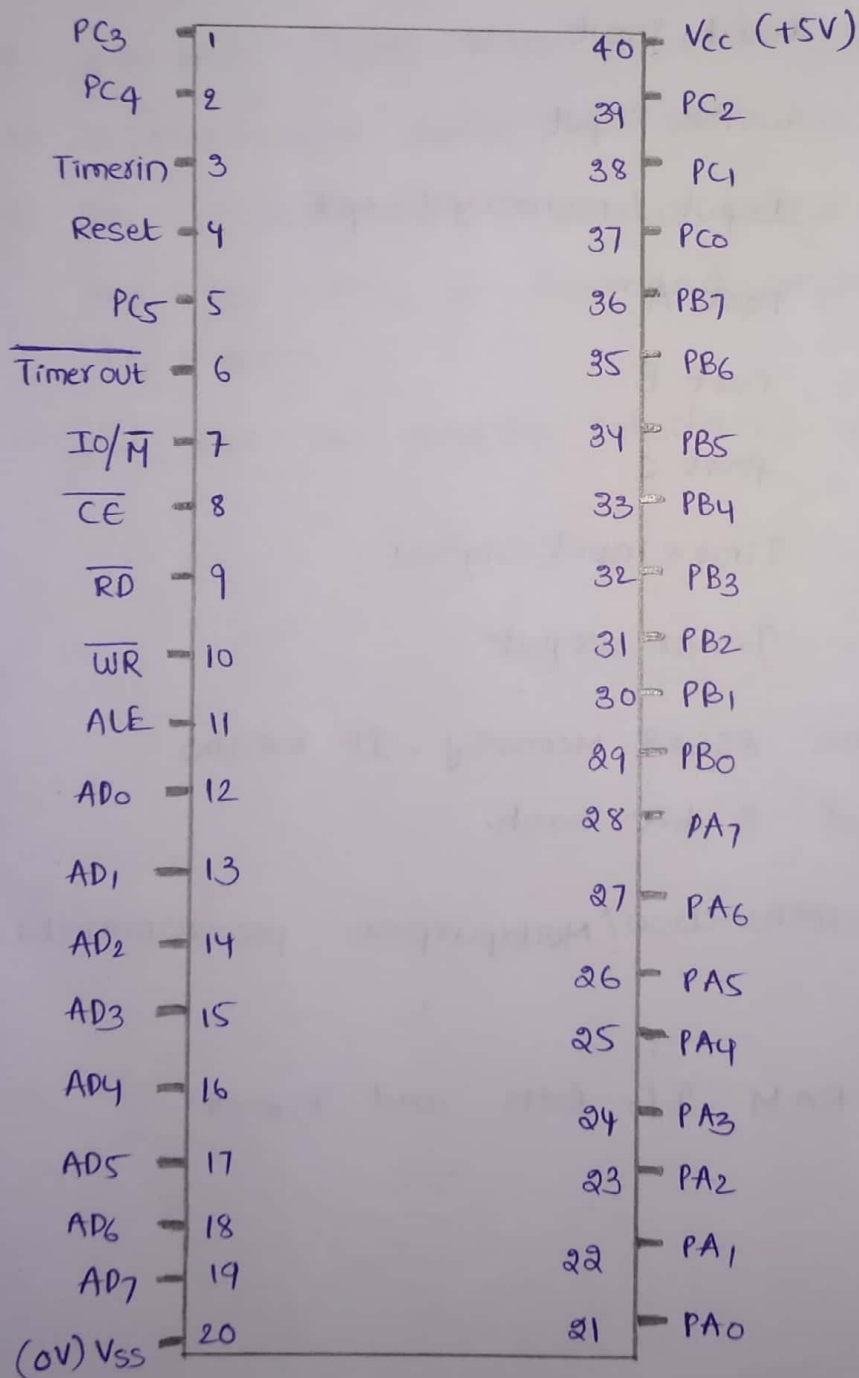 PC3 1 40 Vcc (+5V)
PC4 2 39 PC2
Timerin 3 38 PC1
Reset 4 37 PC0
PC5 5 36 PB7
Timer out 6 35 PB6
IO/M̅ 7 34 PB5
C̅E̅ 8 33 PB4
R̅D̅ 9 32 PB3
W̅R̅ 10 31 PB2
ALE 11 30 PB1
AD0 12 29 PB0
AD1 13 28 PA7
AD2 14 27 PA6
AD3 15 26 PA5
AD4 16 25 PA4
AD5 17 24 PA3
AD6 18 23 PA2
AD7 19 22 PA1
(0V) Vss 20 21 PA0